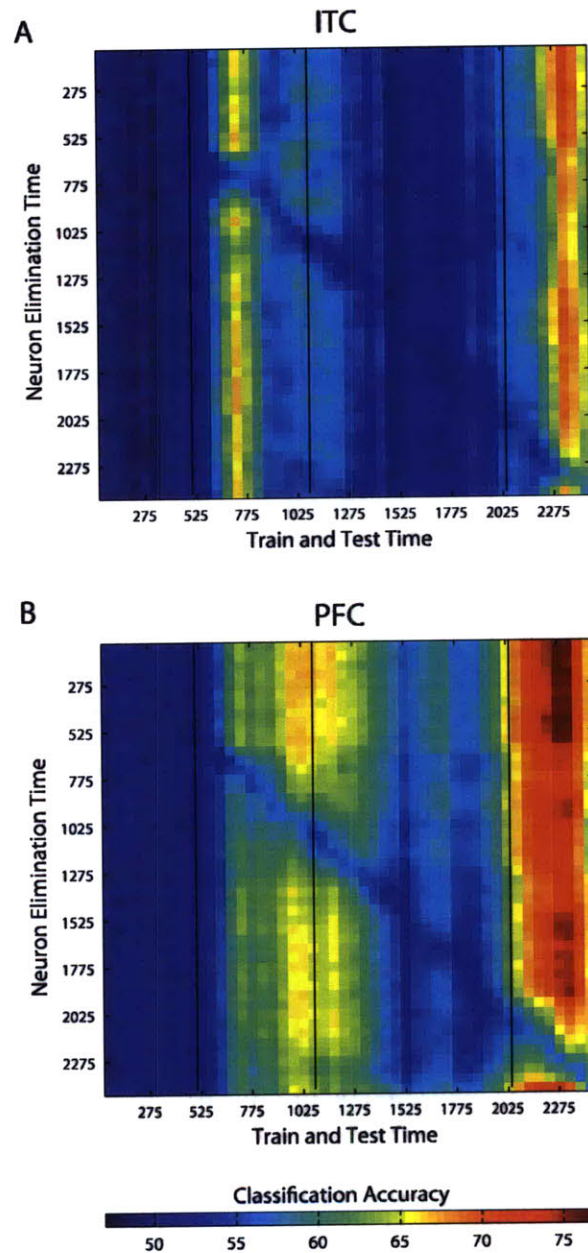 A
ITC
Neuron Elimination Time
275
525
775
1025
1275
1525
1775
2025
2275
275 525 775 1025 1275 1525 1775 2025 2275
Train and Test Time
B
PFC
Neuron Elimination Time
275
525
775
1025
1275
1525
1775
2025
2275
275 525 775 1025 1275 1525 1775 2025 2275
Train and Test Time
Classification Accuracy
50 55 60 65 70 75